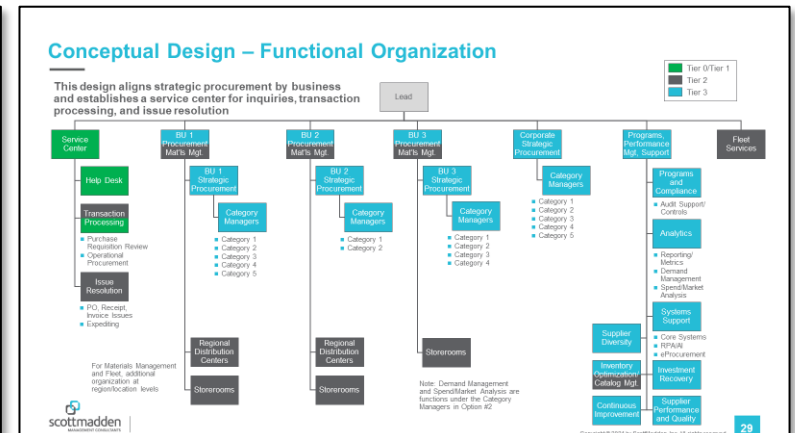 Conceptual Design – Functional Organization
This design aligns strategic procurement by business
and establishes a service center for inquiries, transaction
processing, and issue resolution
Tier 0/Tier 1
Tier 2
Tier 3
Lead
Service
Center
BU 1
Procurement
Mat'ls Mgt.
BU 2
Procurement
Mat'ls Mgt.
BU 3
Procurement
Mat'ls Mgt.
Corporate
Strategic
Procurement
Programs,
Performance
Mgt, Support
Fleet
Services
Help Desk
Transaction
Processing
■ Purchase
Requisition Review
■ Operational
Procurement
Issue
Resolution
■ PO, Receipt,
Invoice Issues
■ Expediting
BU 1
Strategic
Procurement
Category
Managers
■ Category 1
■ Category 2
■ Category 3
■ Category 4
■ Category 5
Regional
Distribution
Centers
Storerooms
BU 2
Strategic
Procurement
Category
Managers
■ Category 1
■ Category 2
Regional
Distribution
Centers
Storerooms
BU 3
Strategic
Procurement
Category
Managers
■ Category 1
■ Category 2
■ Category 3
■ Category 4
Storerooms
Category
Managers
■ Category 1
■ Category 2
■ Category 3
■ Category 4
■ Category 5
Programs
and
Compliance
■ Audit Support/
Controls
Analytics
■ Reporting/
Metrics
■ Demand
Management
■ Spend/Market
Analysis
Systems
Support
■ Core Systems
■ RPA/AI
■ eProcurement
Supplier
Diversity
Inventory
Optimization/
Catalog Mgt
Investment
Recovery
Continuous
Improvement
Supplier
Performance
and Quality
For Materials Management
and Fleet, additional
organization at
region/location levels
Note: Demand Management
and Spend/Market Analysis are
functions under the Category
Managers in Option #2
scottmadden
MANAGEMENT CONSULTANTS
29